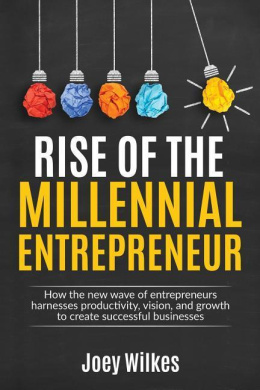 RISE OF THE
MILLENNIAL
ENTREPRENEUR
How the new wave of entrepreneurs
harnesses productivity, vision, and growth
to create successful businesses
Joey Wilkes